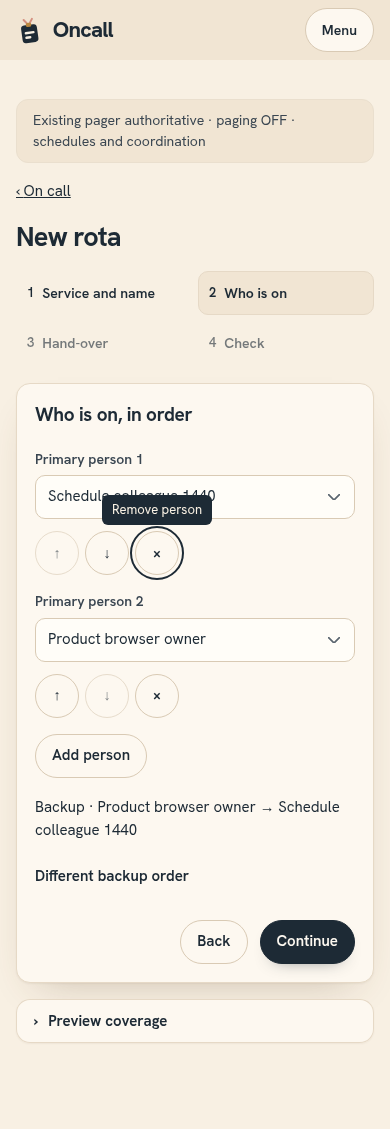 Oncall
Menu
Existing pager authoritative · paging OFF ·
schedules and coordination
‹ On call
New rota
1 Service and name
2 Who is on
3 Hand-over
4 Check
Who is on, in order
Primary person 1
Schedule colleague 1440
Remove person
↑ ↓ ×
Primary person 2
Product browser owner
↑ ↓ ×
Add person
Backup · Product browser owner → Schedule
colleague 1440
Different backup order
Back
Continue
› Preview coverage